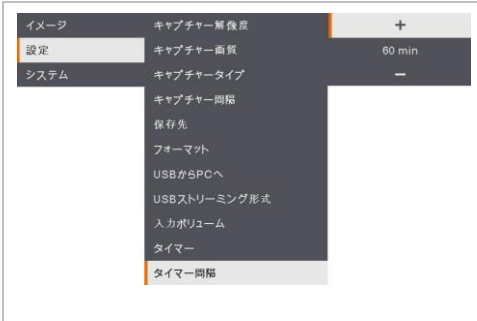 イメージ
設定
システム
キャプチャー解像度
キャプチャー画質
キャプチャータイプ
キャプチャー間隔
保存先
フォーマット
USBからPCへ
USBストリーミング形式
入力ボリューム
タイマー
タイマー間隔
+
60 min
−